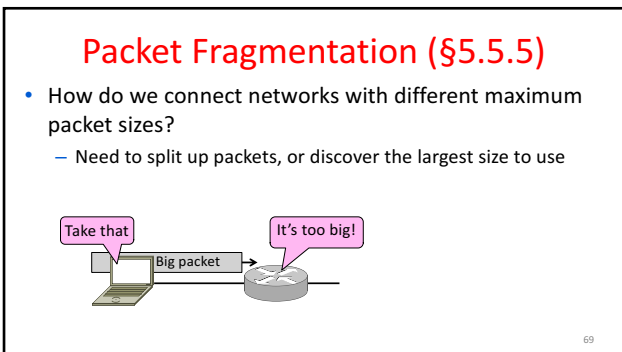 Packet Fragmentation (§5.5.5)
• How do we connect networks with different maximum
packet sizes?
– Need to split up packets, or discover the largest size to use
Take that
It's too big!
Big packet
69